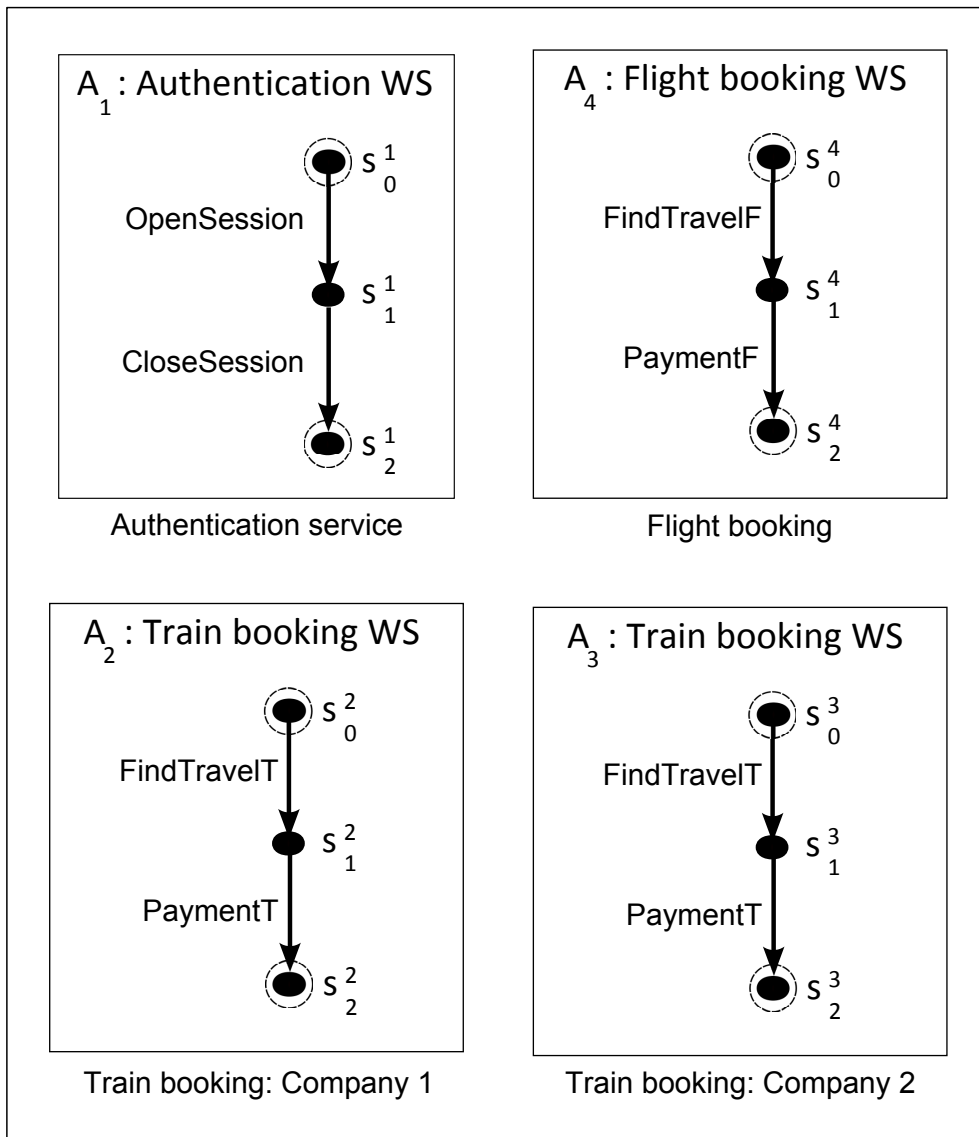 A1 : Authentication WS
s10
OpenSession
s11
CloseSession
s12
Authentication service
A4 : Flight booking WS
s40
FindTravelF
s41
PaymentF
s42
Flight booking
A2 : Train booking WS
s20
FindTravelT
s21
PaymentT
s22
Train booking: Company 1
A3 : Train booking WS
s30
FindTravelT
s31
PaymentT
s32
Train booking: Company 2